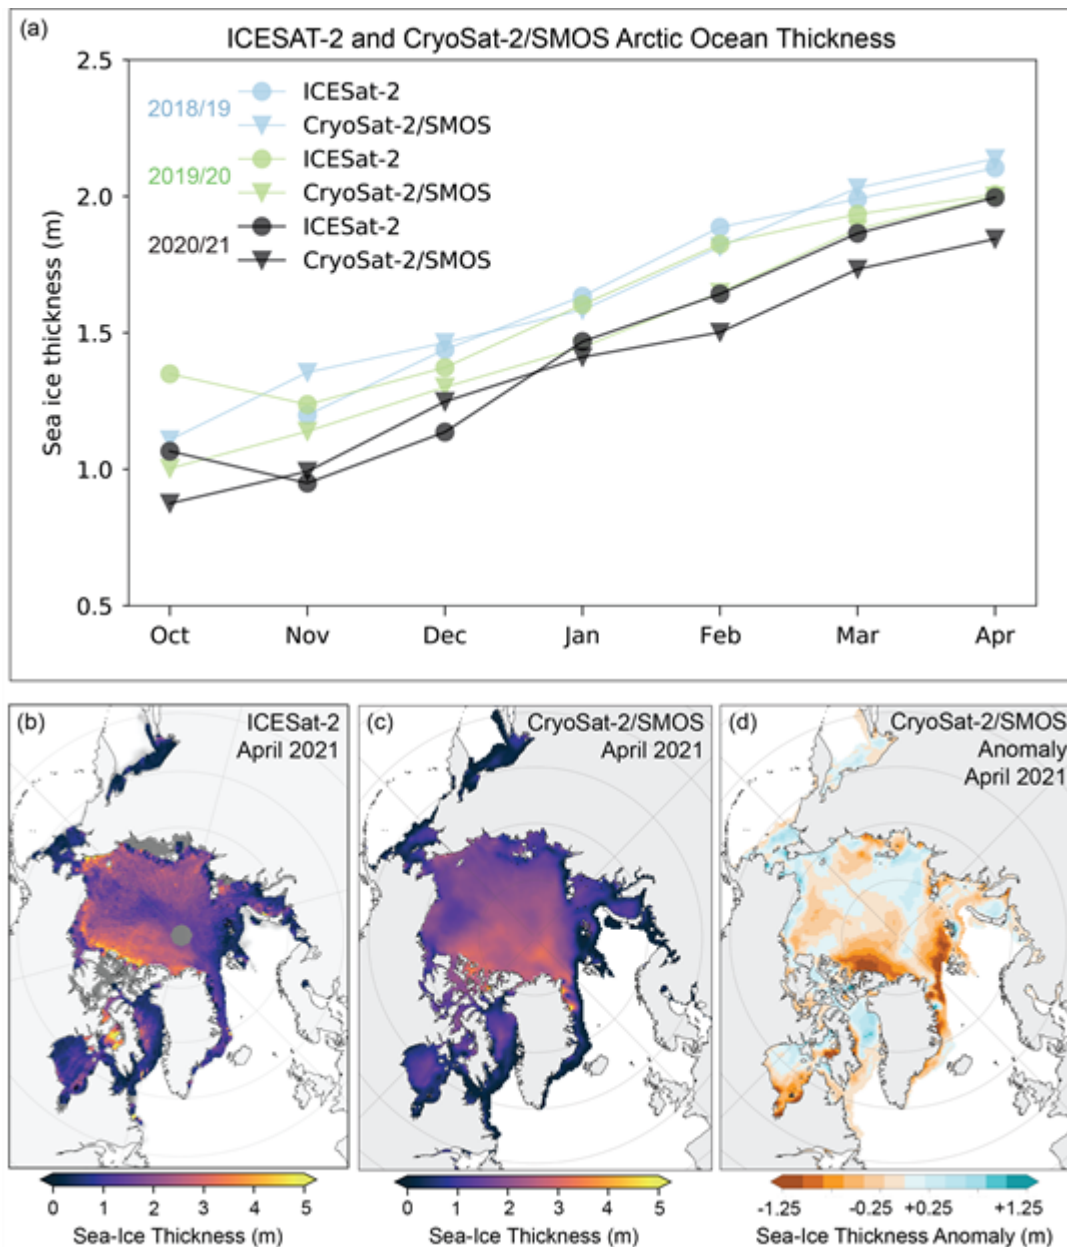 (a)
ICESAT-2 and CryoSat-2/SMOS Arctic Ocean Thickness
2.5
2.0
1.5
1.0
0.5
Sea ice thickness (m)
2018/19
ICESat-2
CryoSat-2/SMOS
2019/20
ICESat-2
CryoSat-2/SMOS
2020/21
ICESat-2
CryoSat-2/SMOS
Oct Nov Dec Jan Feb Mar Apr
(b)
ICESat-2
April 2021
0 1 2 3 4 5
Sea-Ice Thickness (m)
(c)
CryoSat-2/SMOS
April 2021
0 1 2 3 4 5
Sea-Ice Thickness (m)
(d)
CryoSat-2/SMOS
Anomaly
April 2021
-1.25 -0.25 +0.25 +1.25
Sea-Ice Thickness Anomaly (m)